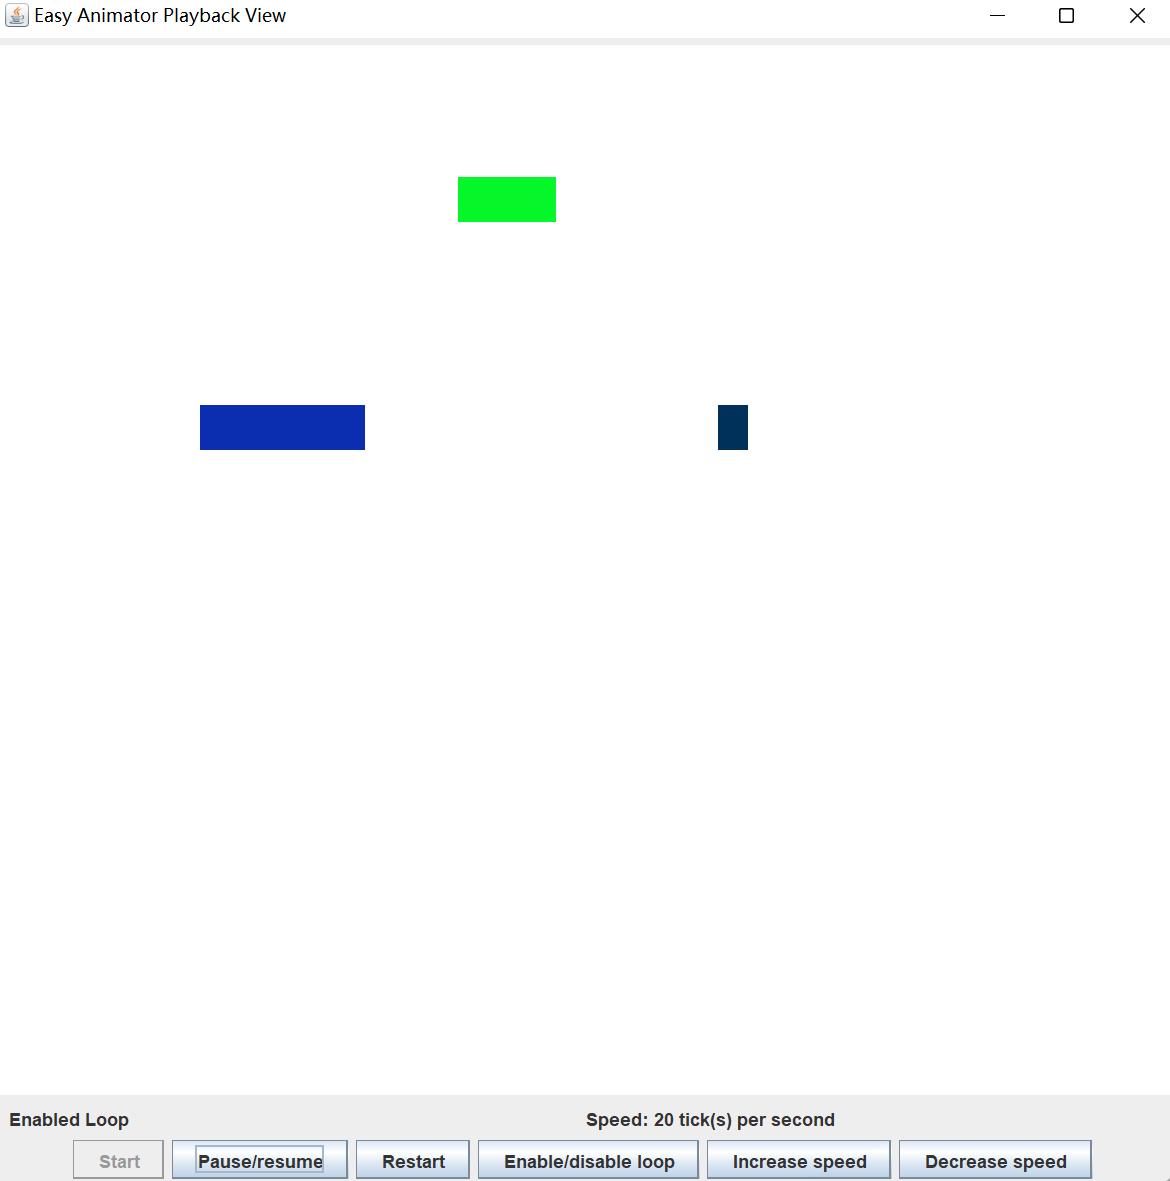 Easy Animator Playback View
Enabled Loop Speed: 20 tick(s) per second
Start Pause/resume Restart Enable/disable loop Increase speed Decrease speed